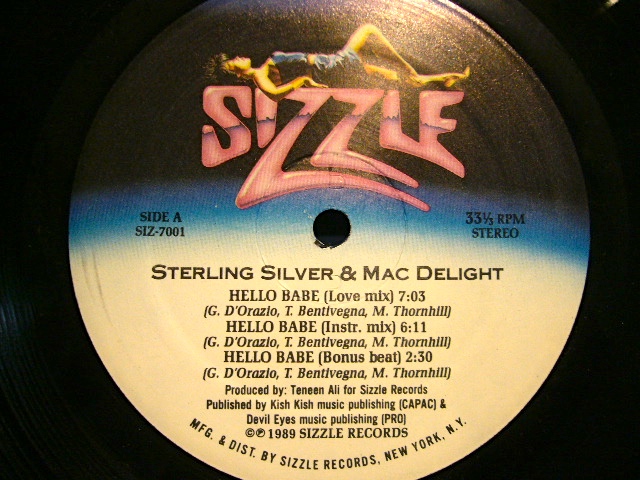 SIZZLE
SIDE A
SIZ-7001
33⅓ RPM
STEREO
STERLING SILVER & MAC DELIGHT
HELLO BABE (Love mix) 7:03
(G. D'Orazio, T. Bentivegna, M. Thornhill)
HELLO BABE (Instr. mix) 6:11
(G. D'Orazio, T. Bentivegna, M. Thornhill)
HELLO BABE (Bonus beat) 2:30
(G. D'Orazio, T. Bentivegna, M. Thornhill)
Produced by: Teneen Ali for Sizzle Records
Published by Kish Kish music publishing (CAPAC) &
Devil Eyes music publishing (PRO)
©℗ 1989 SIZZLE RECORDS
MFG. & DIST. BY SIZZLE RECORDS, NEW YORK, N.Y.